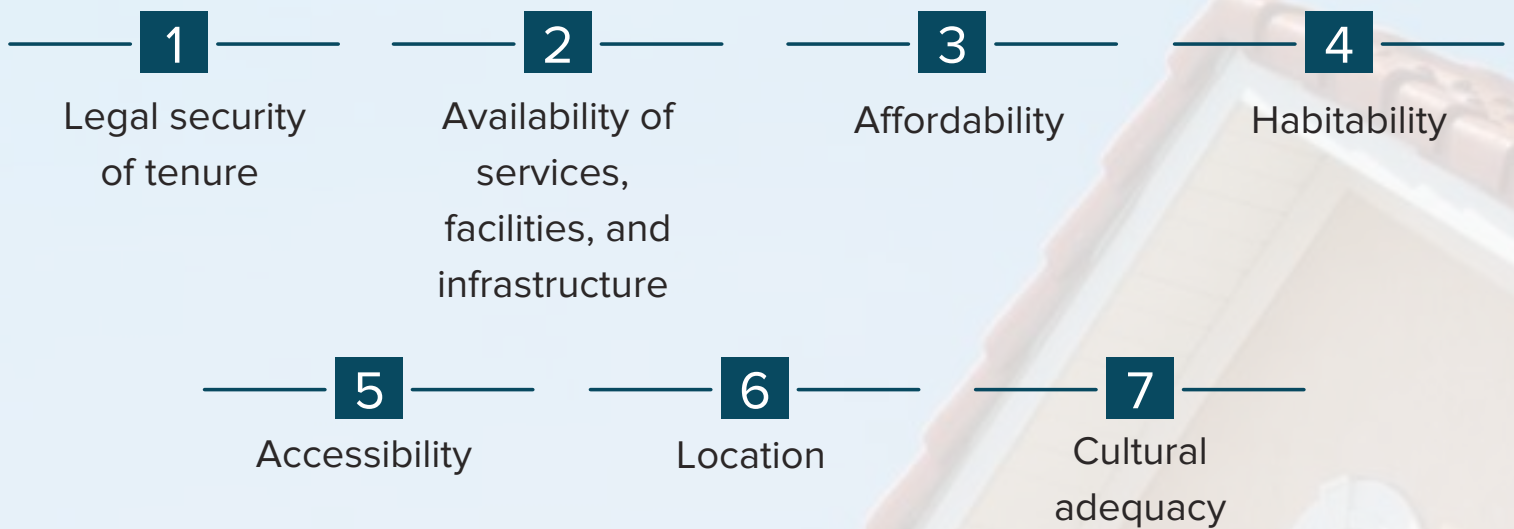 1
Legal security
of tenure
2
Availability of
services,
facilities, and
infrastructure
3
Affordability
4
Habitability
5
Accessibility
6
Location
7
Cultural
adequacy